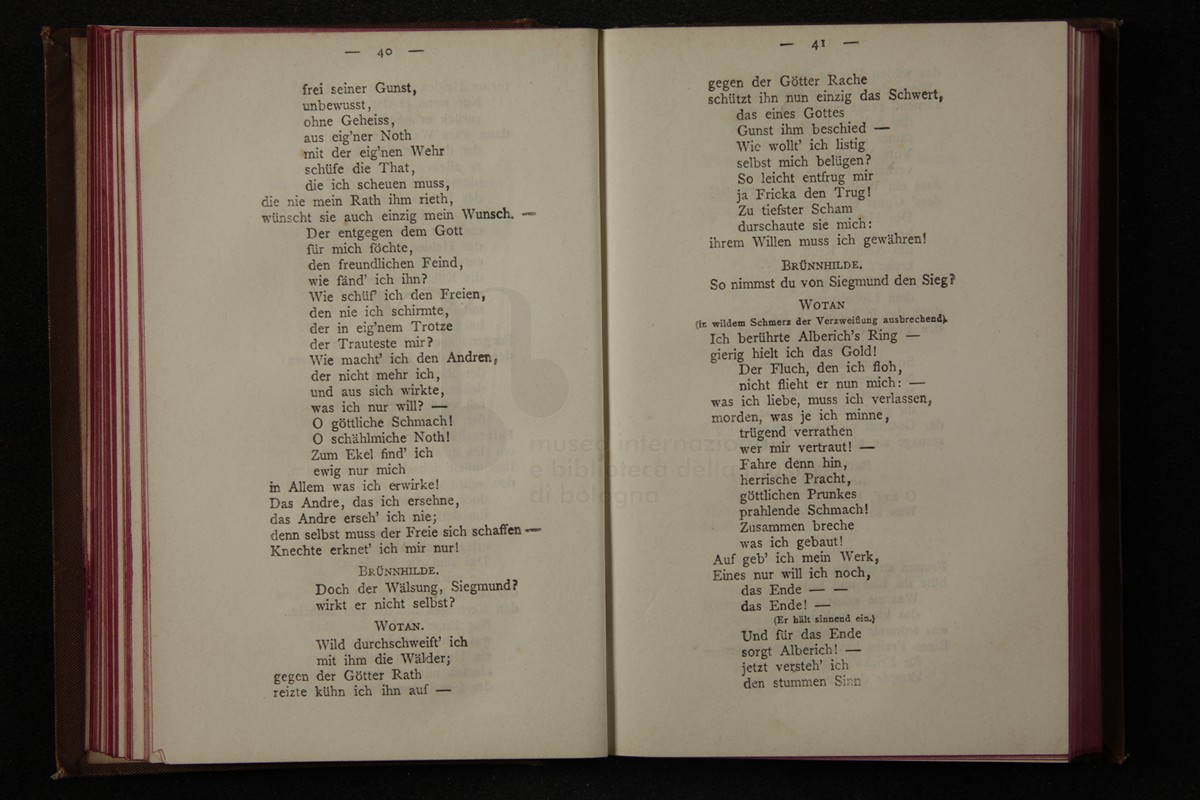 — 40 —
frei seiner Gunst,
unbewusst,
ohne Geheiss,
aus eig'ner Noth
mit der eig'nen Wehr
schüfe die That,
die ich scheuen muss,
die nie mein Rath ihm rieth,
wünscht sie auch einzig mein Wunsch. —
Der entgegen dem Gott
für mich föchte,
den freundlichen Feind,
wie fänd' ich ihn?
Wie schüf' ich den Freien,
den nie ich schirmte,
der in eig'nem Trotze
der Trauteste mir?
Wie macht' ich den Andren,
der nicht mehr ich,
und aus sich wirkte,
was ich nur will? —
O göttliche Schmach!
O schählmiche Noth!
Zum Ekel find' ich
ewig nur mich
in Allem was ich erwirke!
Das Andre, das ich ersehne,
das Andre erseh' ich nie;
denn selbst muss der Freie sich schaffen —
Knechte erknet' ich mir nur!
BRÜNNHILDE.
Doch der Wälsung, Siegmund?
wirkt er nicht selbst?
WOTAN.
Wild durchschweift' ich
mit ihm die Wälder;
gegen der Götter Rath
reizte kühn ich ihn auf —
— 41 —
gegen der Götter Rache
schützt ihn nun einzig das Schwert,
das eines Gottes
Gunst ihm beschied —
Wie wollt' ich listig
selbst mich belügen?
So leicht entfrug mir
ja Fricka den Trug!
Zu tiefster Scham
durschaute sie mich:
ihrem Willen muss ich gewähren!
BRÜNNHILDE.
So nimmst du von Siegmund den Sieg?
WOTAN
(in wildem Schmerz der Verzweiflung ausbrechend).
Ich berührte Alberich's Ring —
gierig hielt ich das Gold!
Der Fluch, den ich floh,
nicht flieht er nun mich: —
was ich liebe, muss ich verlassen,
morden, was je ich minne,
trügend verrathen
wer mir vertraut! —
Fahre denn hin,
herrische Pracht,
göttlichen Prunkes
prahlende Schmach!
Zusammen breche
was ich gebaut!
Auf geb' ich mein Werk,
Eines nur will ich noch,
das Ende — —
das Ende! —
(Er hält sinnend ein.)
Und für das Ende
sorgt Alberich! —
jetzt versteh' ich
den stummen Sinn
museo internazio
e biblioteca della
di bologna